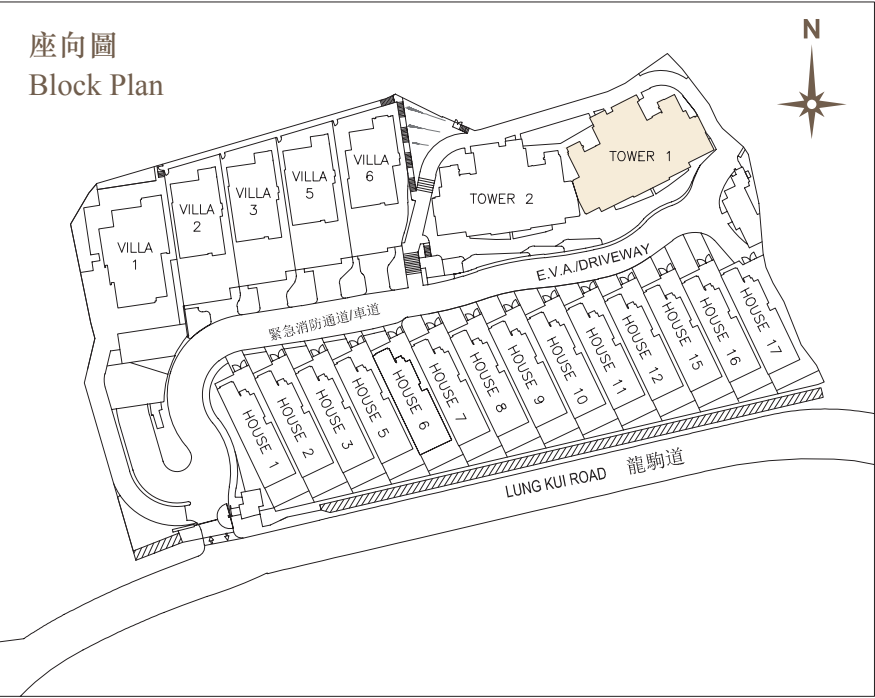 座向圖
Block Plan
N
TOWER 1
TOWER 2
VILLA
6
VILLA
5
VILLA
3
VILLA
2
VILLA
1
E.V.A./DRIVEWAY
緊急消防通道/車道
HOUSE 1
HOUSE 2
HOUSE 3
HOUSE 5
HOUSE 6
HOUSE 7
HOUSE 8
HOUSE 9
HOUSE 10
HOUSE 11
HOUSE 12
HOUSE 15
HOUSE 16
HOUSE 17
LUNG KUI ROAD 龍駒道